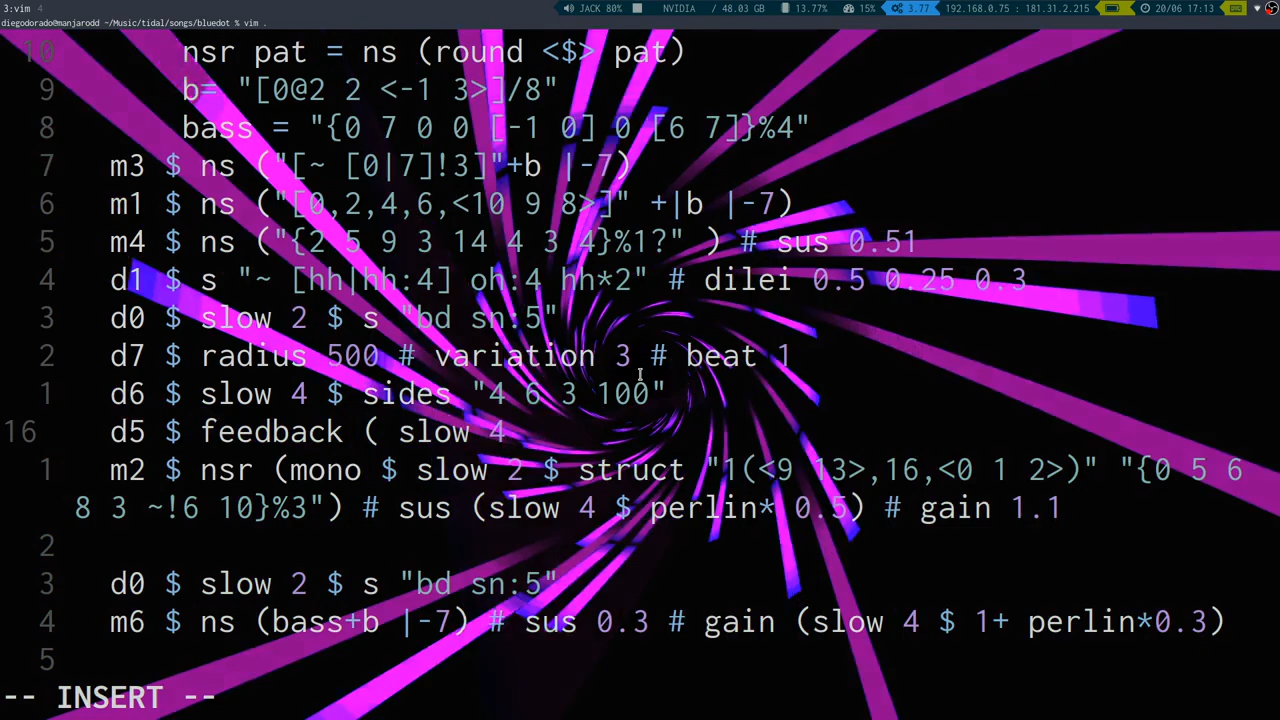 3:vim 4 JACK 80% NVIDIA / 48.03 GB 13.77% 15% 3.77 192.168.0.75 : 181.31.2.215 20/06 17:13
diegodorado@manjarodd ~/Music/tidal/songs/bluedot % vim .
10 nsr pat = ns (round <$> pat)
9 b= "[0@2 2 <-1 3>]/8"
8 bass = "{0 7 0 0 [-1 0] 0 [6 7]}%4"
7 m3 $ ns ("[~ [0|7]!3]"+b |-7)
6 m1 $ ns ("[0,2,4,6,<10 9 8>]" +|b |-7)
5 m4 $ ns ("{2 5 9 3 14 4 3 4}%1?" ) # sus 0.51
4 d1 $ s "~ [hh|hh:4] oh:4 hh*2" # dilei 0.5 0.25 0.3
3 d0 $ slow 2 $ s "bd sn:5"
2 d7 $ radius 500 # variation 3 # beat 1
1 d6 $ slow 4 $ sides "4 6 3 100"
16 d5 $ feedback ( slow 4
1 m2 $ nsr (mono $ slow 2 $ struct "1(<9 13>,16,<0 1 2>)" "{0 5 6
8 3 ~!6 10}%3") # sus (slow 4 $ perlin* 0.5) # gain 1.1
2
3 d0 $ slow 2 $ s "bd sn:5"
4 m6 $ ns (bass+b |-7) # sus 0.3 # gain (slow 4 $ 1+ perlin*0.3)
5
-- INSERT --